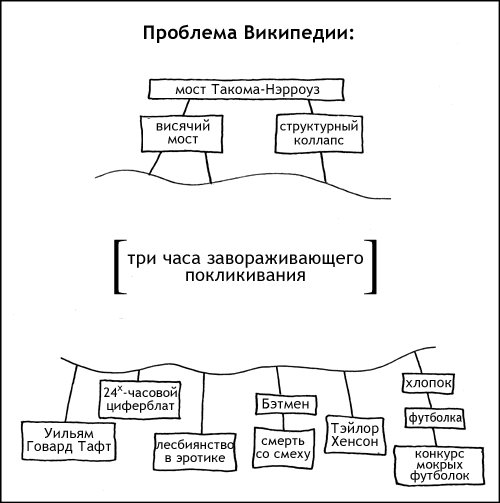 Проблема Википедии:
мост Такома-Нэрроуз
висячий
мост
структурный
коллапс
три часа завораживающего
покликивания
24х-часовой
циферблат
хлопок
Бэтмен
футболка
Уильям
Говард Тафт
лесбиянство
в эротике
смерть
со смеху
Тэйлор
Хенсон
конкурс
мокрых
футболок